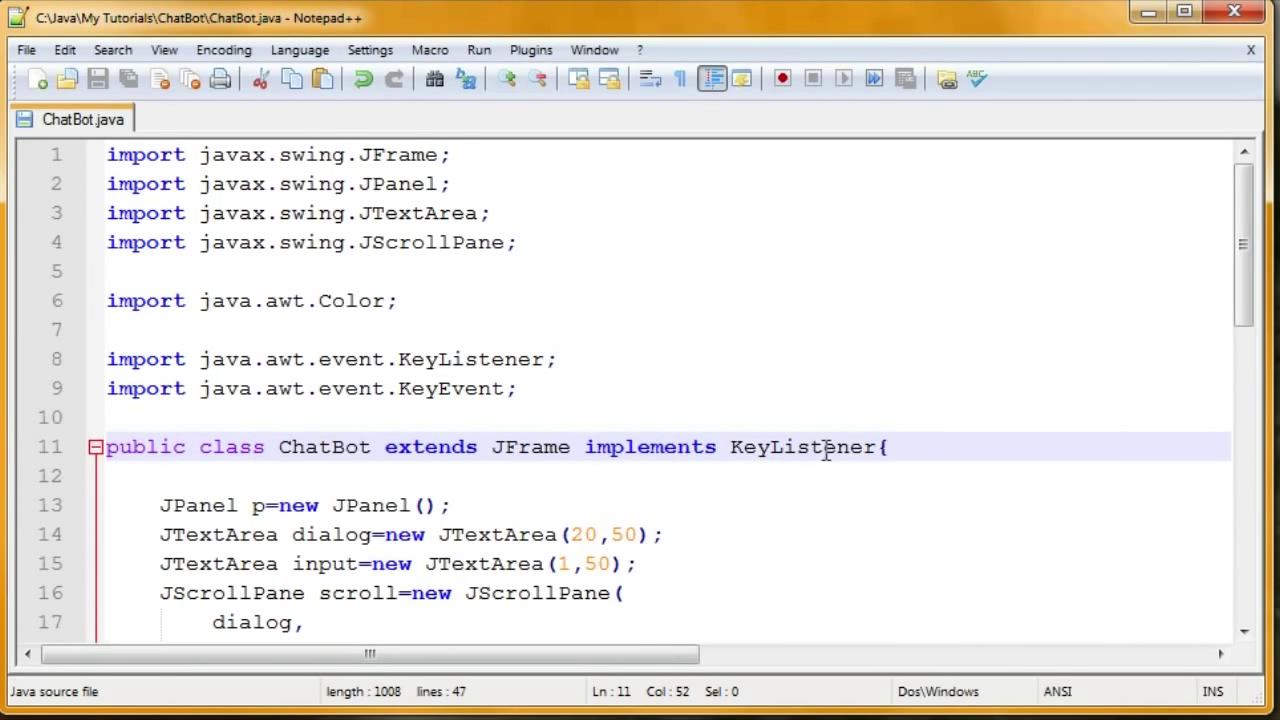 C:\Java\My Tutorials\ChatBot\ChatBot.java - Notepad++
File Edit Search View Encoding Language Settings Macro Run Plugins Window ? X
ABC
ChatBot.java
1 import javax.swing.JFrame;
2 import javax.swing.JPanel;
3 import javax.swing.JTextArea;
4 import javax.swing.JScrollPane;
5
6 import java.awt.Color;
7
8 import java.awt.event.KeyListener;
9 import java.awt.event.KeyEvent;
10
11 public class ChatBot extends JFrame implements KeyListener{
12
13 JPanel p=new JPanel();
14 JTextArea dialog=new JTextArea(20,50);
15 JTextArea input=new JTextArea(1,50);
16 JScrollPane scroll=new JScrollPane(
17 dialog,
Java source file length : 1008 lines : 47 Ln : 11 Col : 52 Sel : 0 Dos\Windows ANSI INS